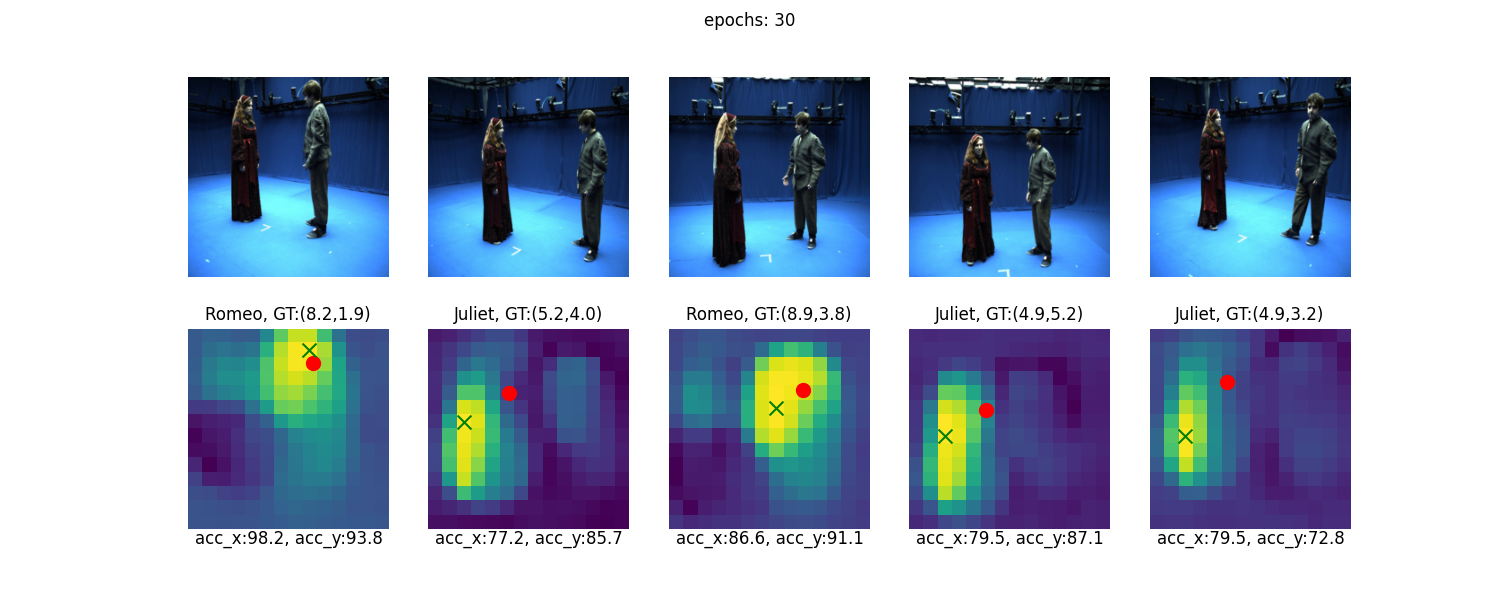 epochs: 30
Romeo, GT:(8.2,1.9)
Juliet, GT:(5.2,4.0)
Romeo, GT:(8.9,3.8)
Juliet, GT:(4.9,5.2)
Juliet, GT:(4.9,3.2)
acc_x:98.2, acc_y:93.8
acc_x:77.2, acc_y:85.7
acc_x:86.6, acc_y:91.1
acc_x:79.5, acc_y:87.1
acc_x:79.5, acc_y:72.8